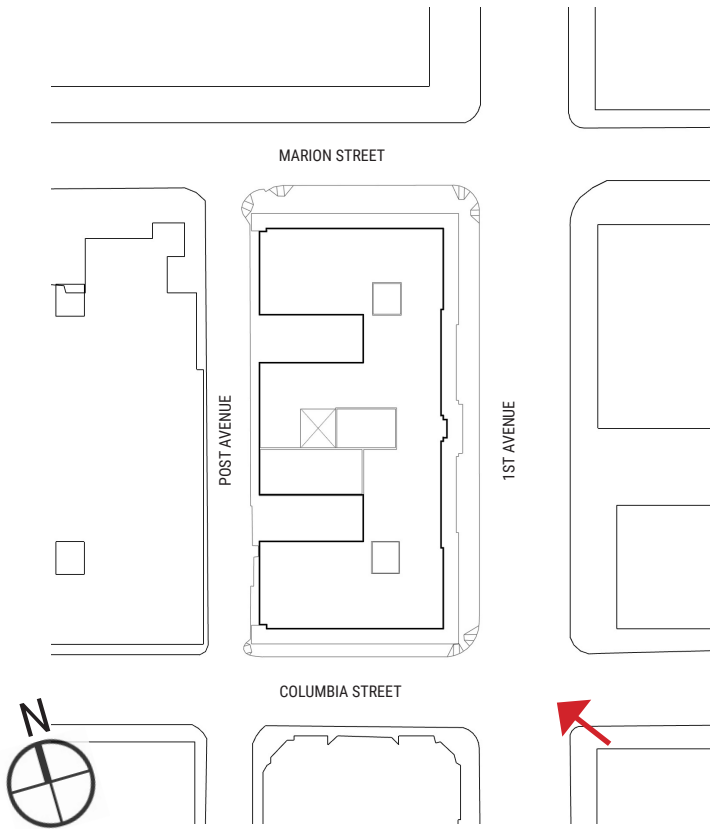 MARION STREET
POST AVENUE
1ST AVENUE
COLUMBIA STREET
N